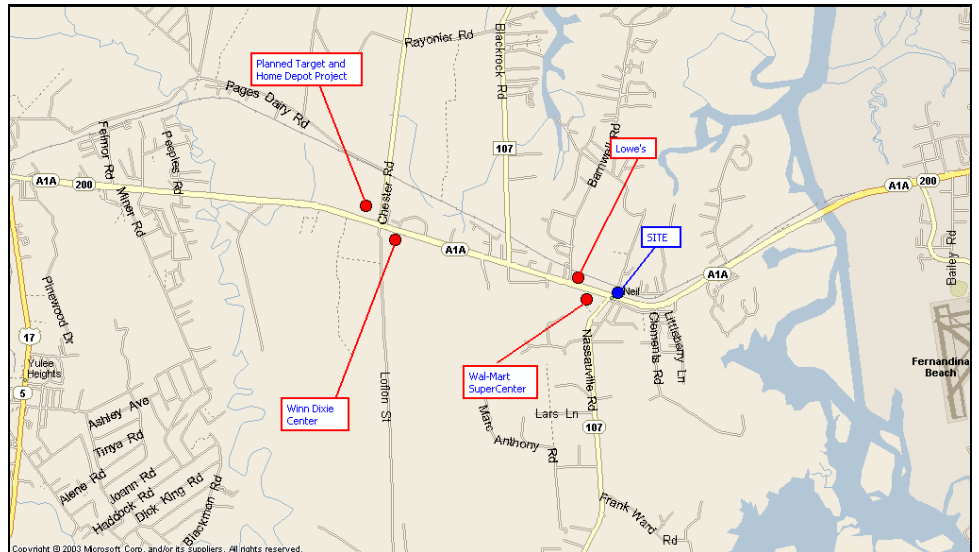 Rayonier Rd
Blackrock Rd
Planned Target and
Home Depot Project
Pages Dairy Rd
Felmor Rd
Peeples Rd
Miner Rd
107
Barnwell Rd
Lowe's
A1A
200
Chester Rd
A1A
200
SITE
A1A
A1A
Bailey Rd
Neil
Pinewood Dr
17
Yulee
Heights
5
Nassauville Rd
Clements Rd
Littleberry Ln
Fernandina
Beach
Wal-Mart
SuperCenter
Lofton St
Winn Dixie
Center
Ashley Ave
Tinya Rd
Alene Rd
Joann Rd
Haddock Rd
Dick King Rd
Blackmon Rd
Marc Anthony Rd
Lars Ln
107
Frank Ward Rd
Copyright © 2003 Microsoft Corp. and/or its suppliers. All rights reserved.